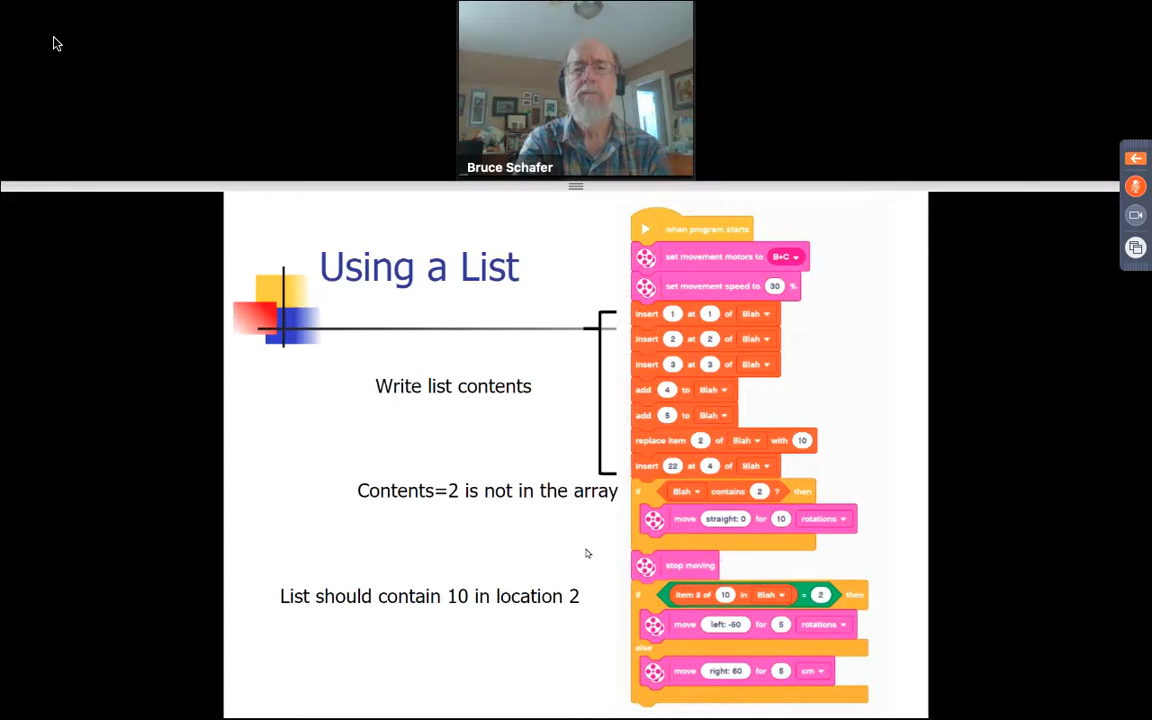 Bruce Schafer
Using a List
Write list contents
Contents=2 is not in the array
List should contain 10 in location 2
when program starts
set movement motors to B+C
set movement speed to 30 %
insert 1 at 1 of Blah
insert 2 at 2 of Blah
insert 3 at 3 of Blah
add 4 to Blah
add 5 to Blah
replace item 2 of Blah with 10
insert 22 at 4 of Blah
if Blah contains 2 ? then
move straight: 0 for 10 rotations
stop moving
if item # of 10 in Blah = 2 then
move left: -60 for 5 rotations
else
move right: 60 for 5 cm